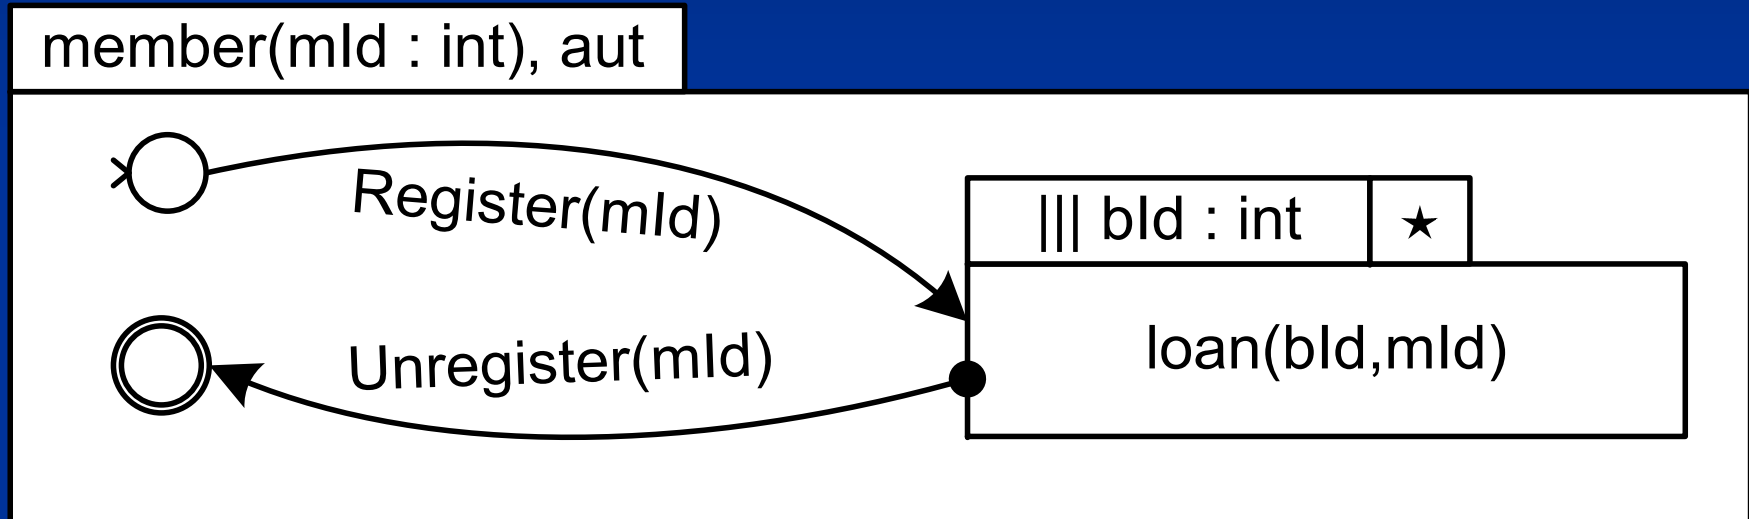 member(mId : int), aut
Register(mId)
||| bId : int ★
Unregister(mId)
loan(bId,mId)